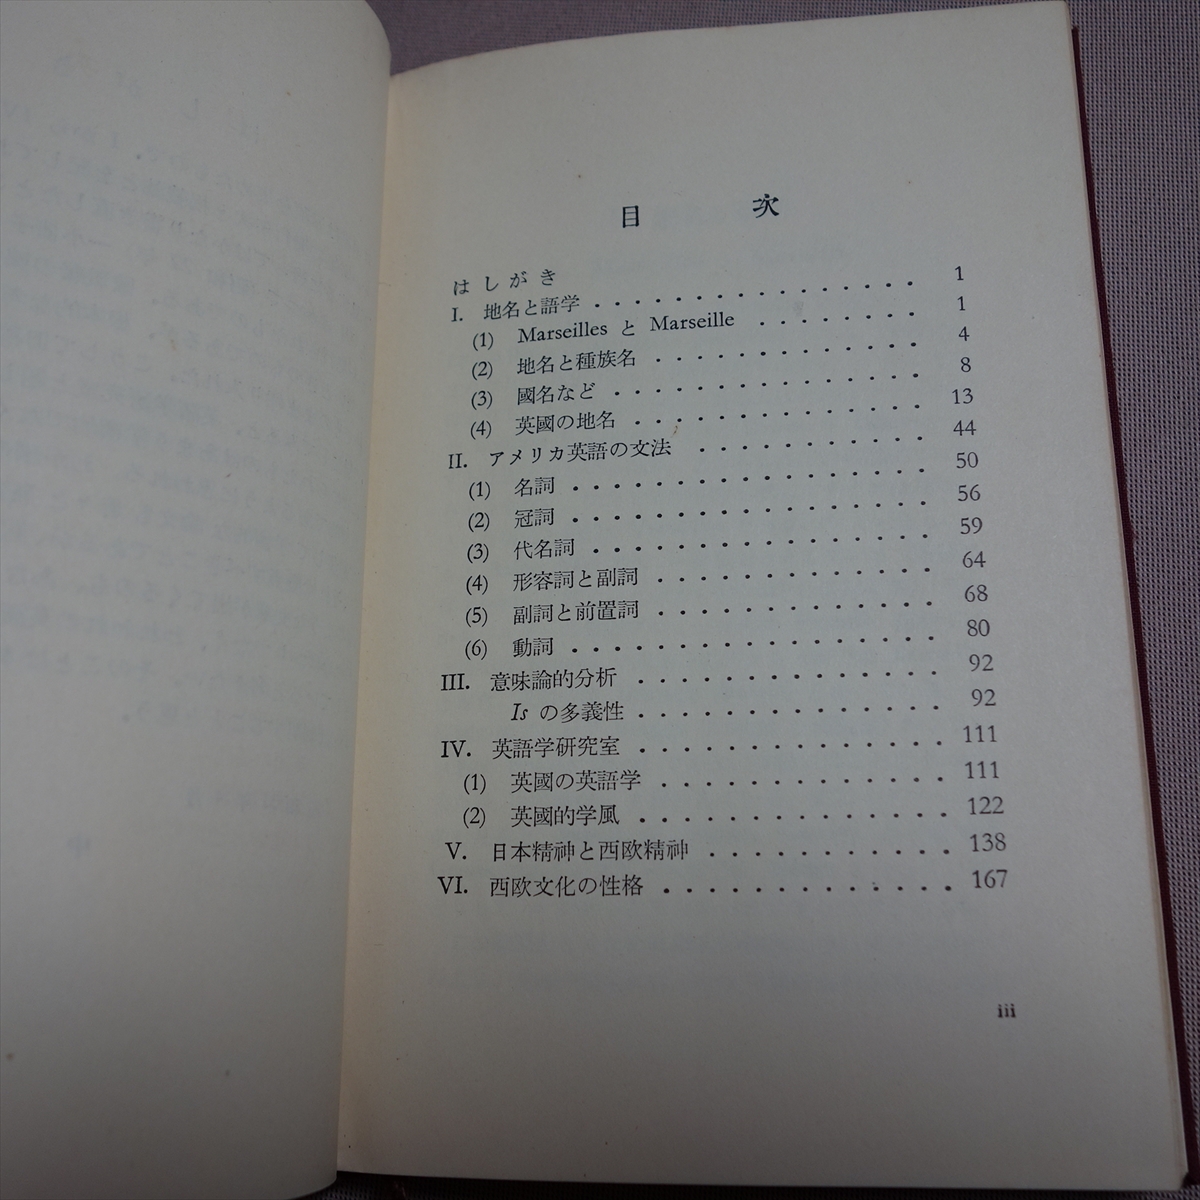 目次
はしがき
I. 地名と語学 ・・・・・・・・・・・・・・・・ 1
(1) Marseilles と Marseille ・・・・・・・・ 1
(2) 地名と種族名 ・・・・・・・・・・・・・ 4
(3) 國名など ・・・・・・・・・・・・・・・ 8
(4) 英國の地名 ・・・・・・・・・・・・・・ 13
II. アメリカ英語の文法 ・・・・・・・・・・・ 44
(1) 名詞 ・・・・・・・・・・・・・・・・・ 50
(2) 冠詞 ・・・・・・・・・・・・・・・・・ 56
(3) 代名詞 ・・・・・・・・・・・・・・・・ 59
(4) 形容詞と副詞 ・・・・・・・・・・・・・ 64
(5) 副詞と前置詞 ・・・・・・・・・・・・・ 68
(6) 動詞 ・・・・・・・・・・・・・・・・・ 80
III. 意味論的分析 ・・・・・・・・・・・・・・ 92
Is の多義性 ・・・・・・・・・・・・・・・ 92
IV. 英語学研究室 ・・・・・・・・・・・・・・ 111
(1) 英國の英語学 ・・・・・・・・・・・・・ 111
(2) 英國的学風 ・・・・・・・・・・・・・・ 122
V. 日本精神と西欧精神 ・・・・・・・・・・・ 138
VI. 西欧文化の性格 ・・・・・・・・・・・・・ 167
iii